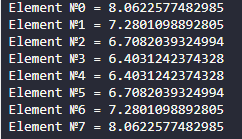 Element №0 = 8.0622577482985
Element №1 = 7.2801098892805
Element №2 = 6.7082039324994
Element №3 = 6.4031242374328
Element №4 = 6.4031242374328
Element №5 = 6.7082039324994
Element №6 = 7.2801098892805
Element №7 = 8.0622577482985